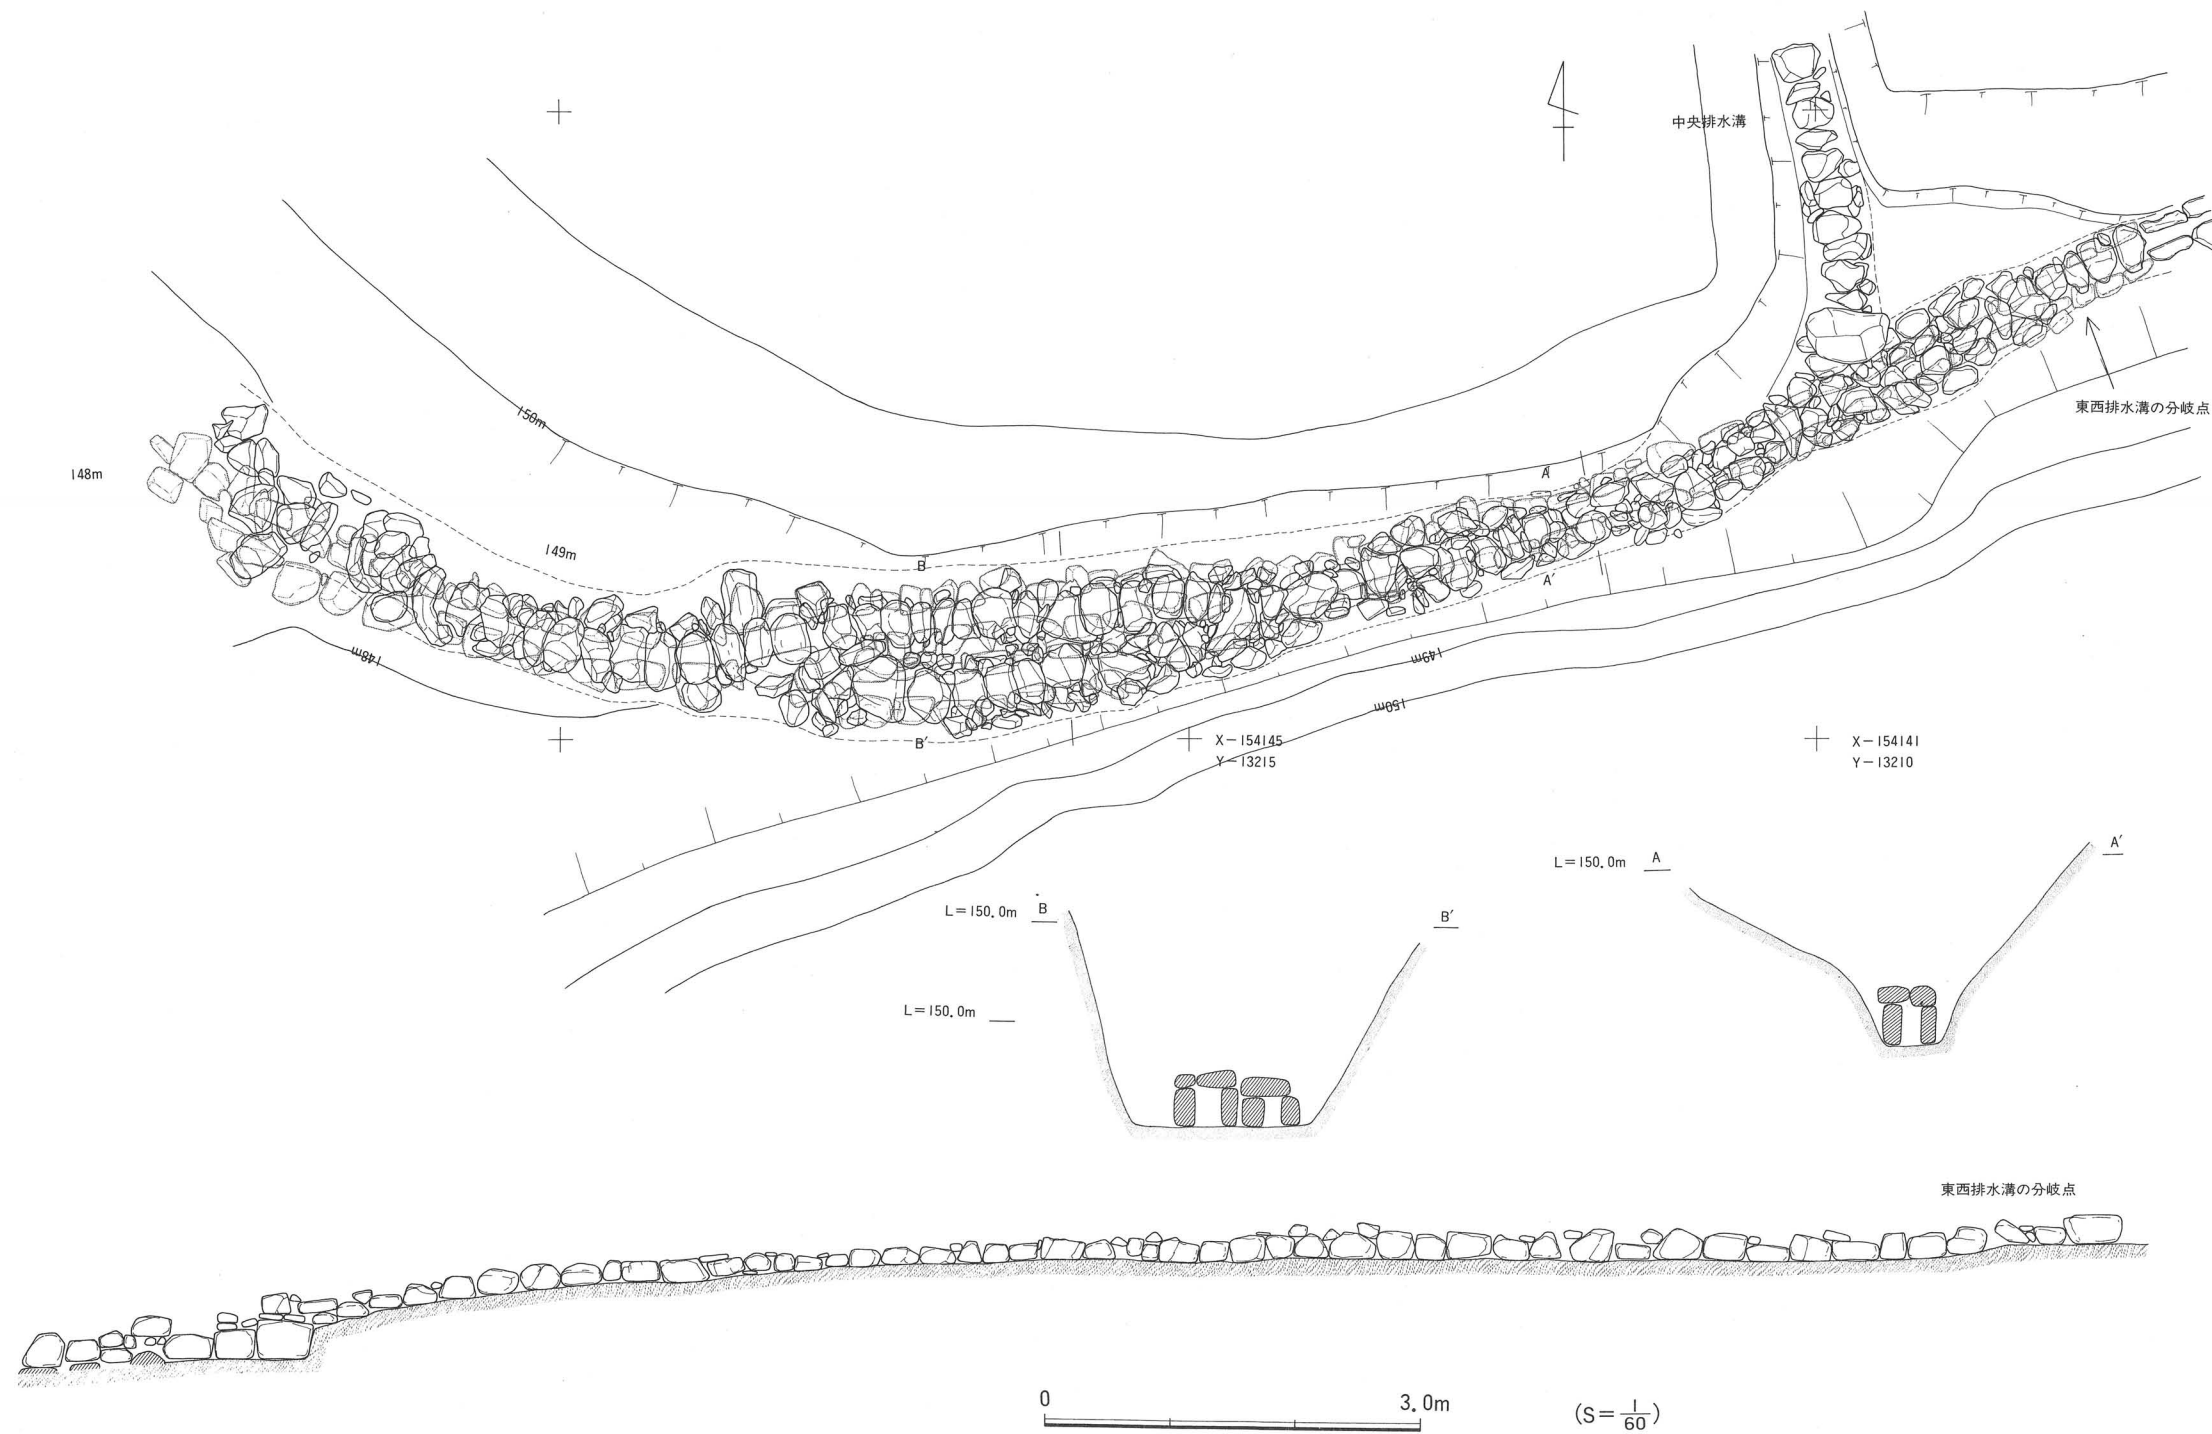 中央排水溝
150m
東西排水溝の分岐点
148m
A
149m
B
A′
148m
149m
150m
B′
X−154145
Y−13215
X−154141
Y−13210
A′
L=150.0m A
L=150.0m B
B′
L=150.0m
東西排水溝の分岐点
0 3.0m
(S=1/60)